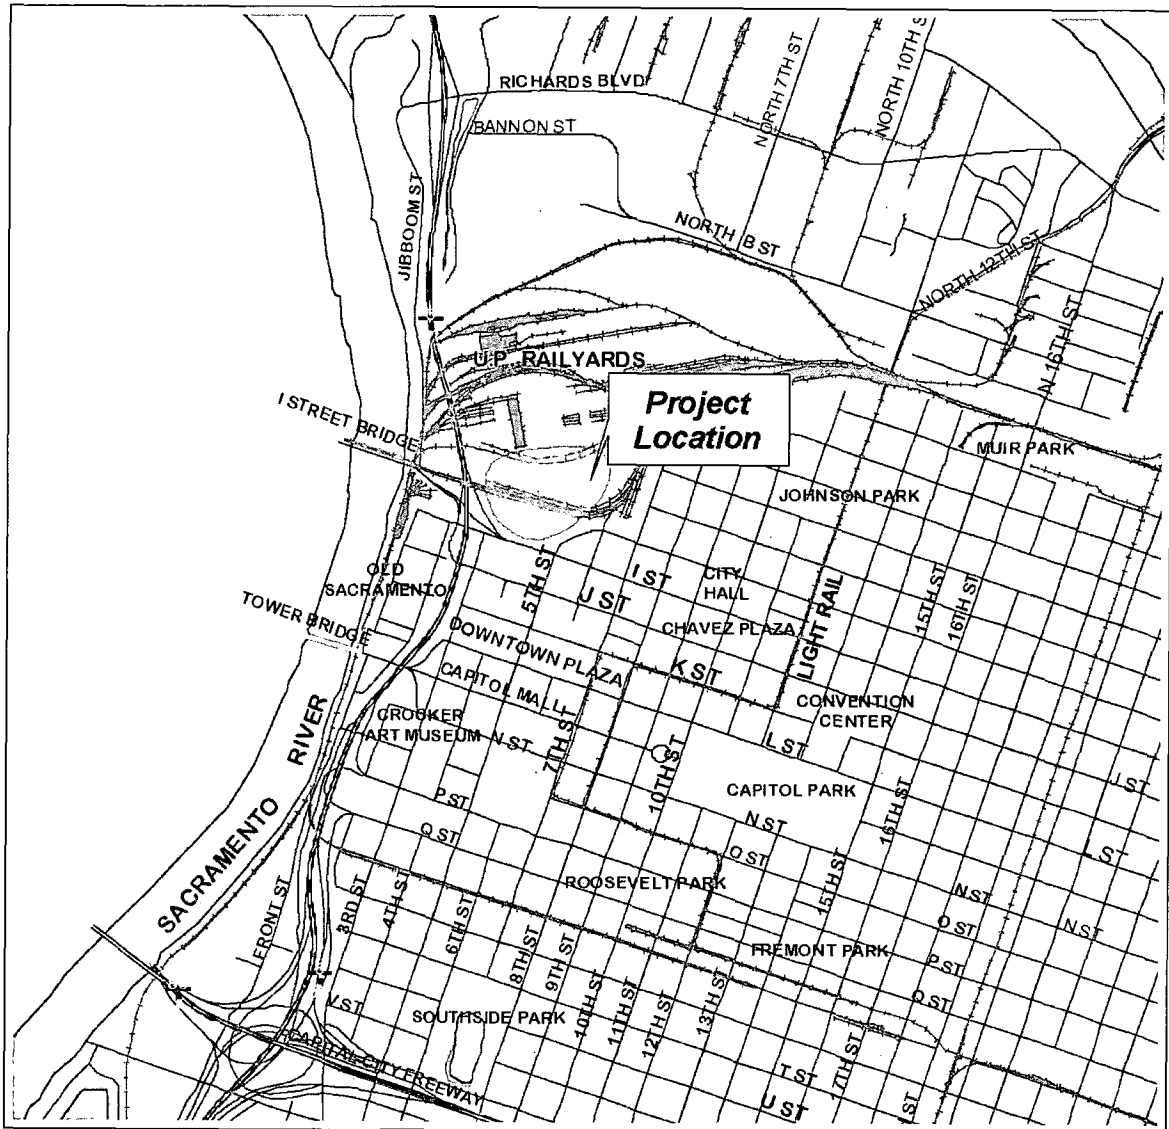 NORTH 7TH ST
NORTH 10TH S
RICHARDS BLVD
BANNON ST
JIBBOOM ST
NORTH B ST
NORTH 12TH ST
N 16TH ST
U.P. RAILYARDS
Project
Location
I STREET BRIDGE
MUIR PARK
JOHNSON PARK
OLD
SACRAMENTO
5TH ST
I ST
J ST
CITY
HALL
CHAVEZ PLAZA
LIGHT RAIL
15TH ST
16TH ST
TOWER BRIDGE
DOWNTOWN PLAZA
K ST
CAPITOL MALL
CONVENTION
CENTER
CROCKER
ART MUSEUM
N ST
7TH ST
10TH ST
L ST
SACRAMENTO RIVER
CAPITOL PARK
J ST
P ST
Q ST
N ST
O ST
16TH ST
L ST
ROOSEVELT PARK
15TH ST
N ST
O ST
N ST
FRONT ST
3RD ST
4TH ST
6TH ST
8TH ST
9TH ST
FREMONT PARK
P ST
Q ST
V ST
SOUTHSIDE PARK
10TH ST
11TH ST
12TH ST
13TH ST
CAPITAL CITY FREEWAY
17TH ST
T ST
U ST
ST